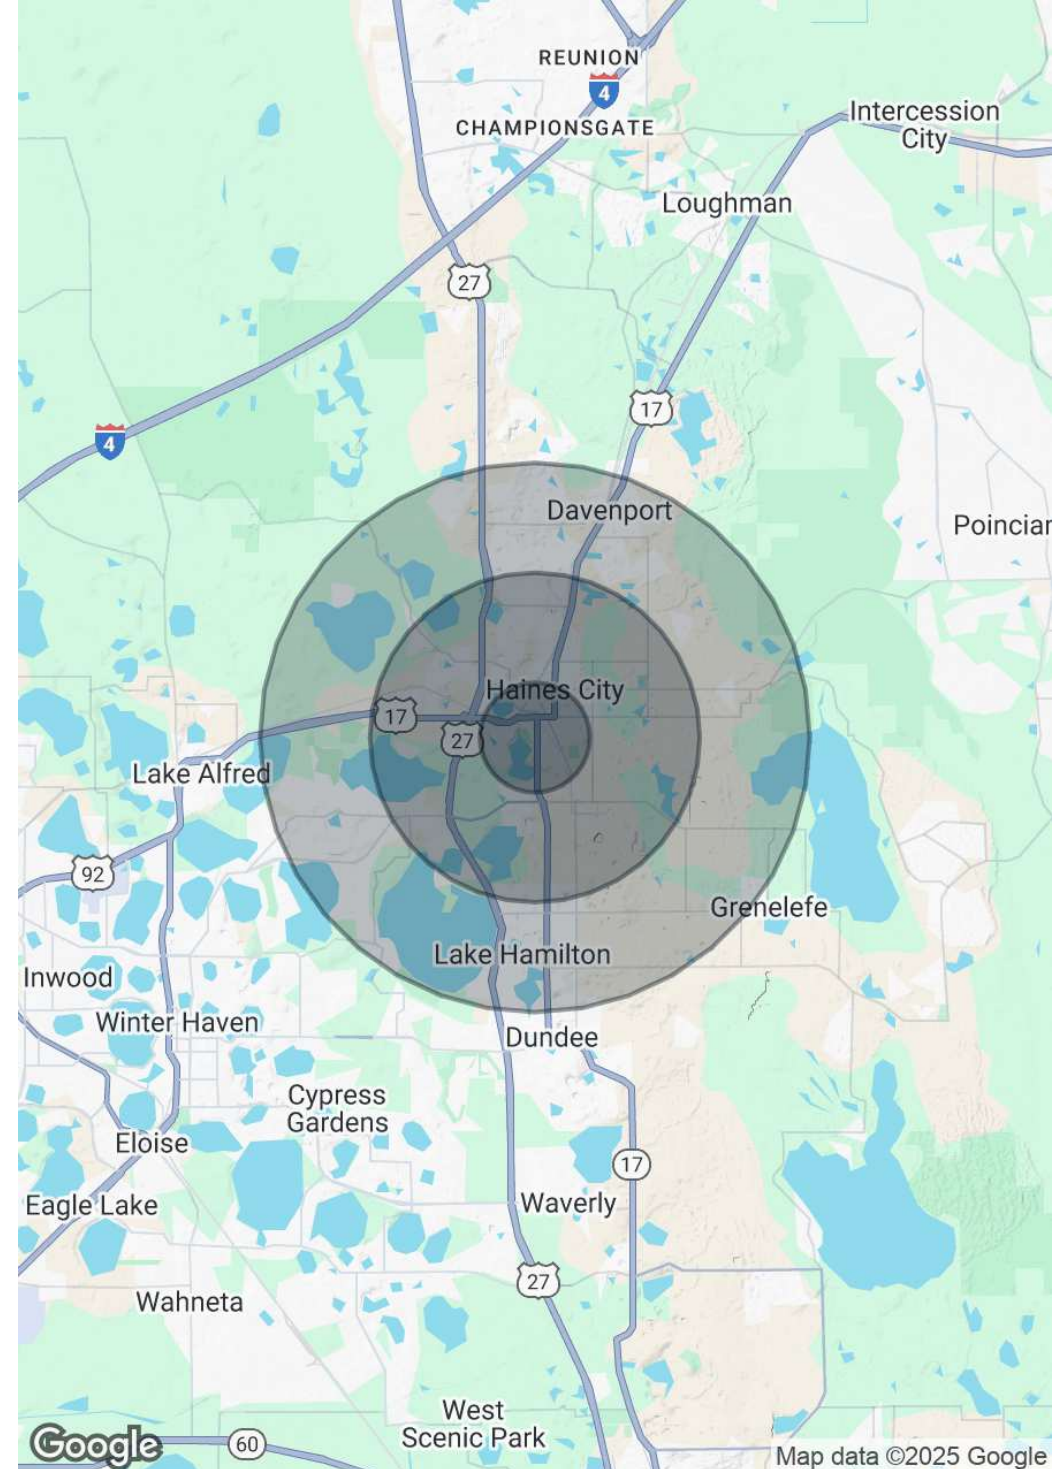 REUNION
4
CHAMPIONSGATE
Intercession
City
Loughman
27
17
4
Davenport
Poincian
Haines City
17
27
Lake Alfred
92
Grenelefe
Lake Hamilton
Inwood
Winter Haven
Dundee
Cypress
Gardens
Eloise
17
Eagle Lake
Waverly
27
Wahneta
West
Scenic Park
Google
60
Map data ©2025 Google